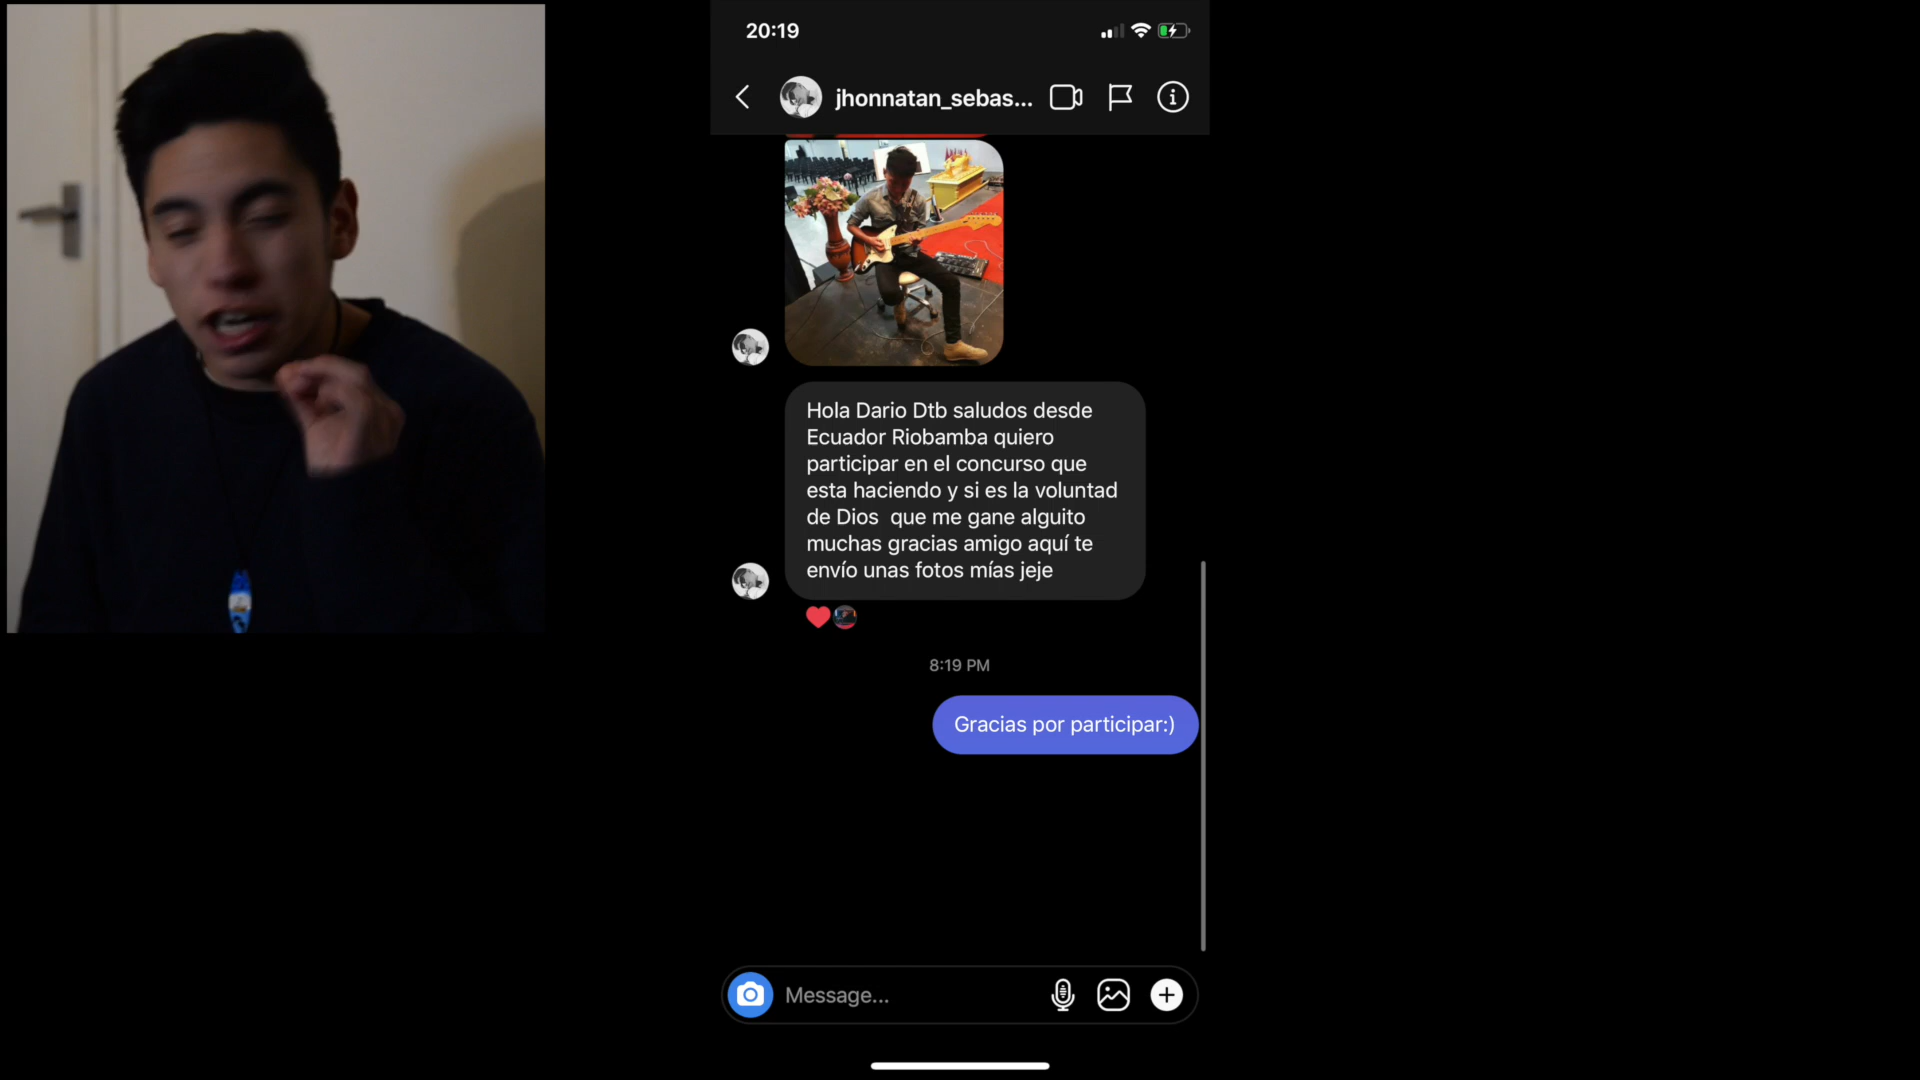 20:19
jhonnatan_sebas...
Hola Dario Dtb saludos desde
Ecuador Riobamba quiero
participar en el concurso que
esta haciendo y si es la voluntad
de Dios  que me gane alguito
muchas gracias amigo aquí te
envío unas fotos mías jeje
8:19 PM
Gracias por participar:)
Message...